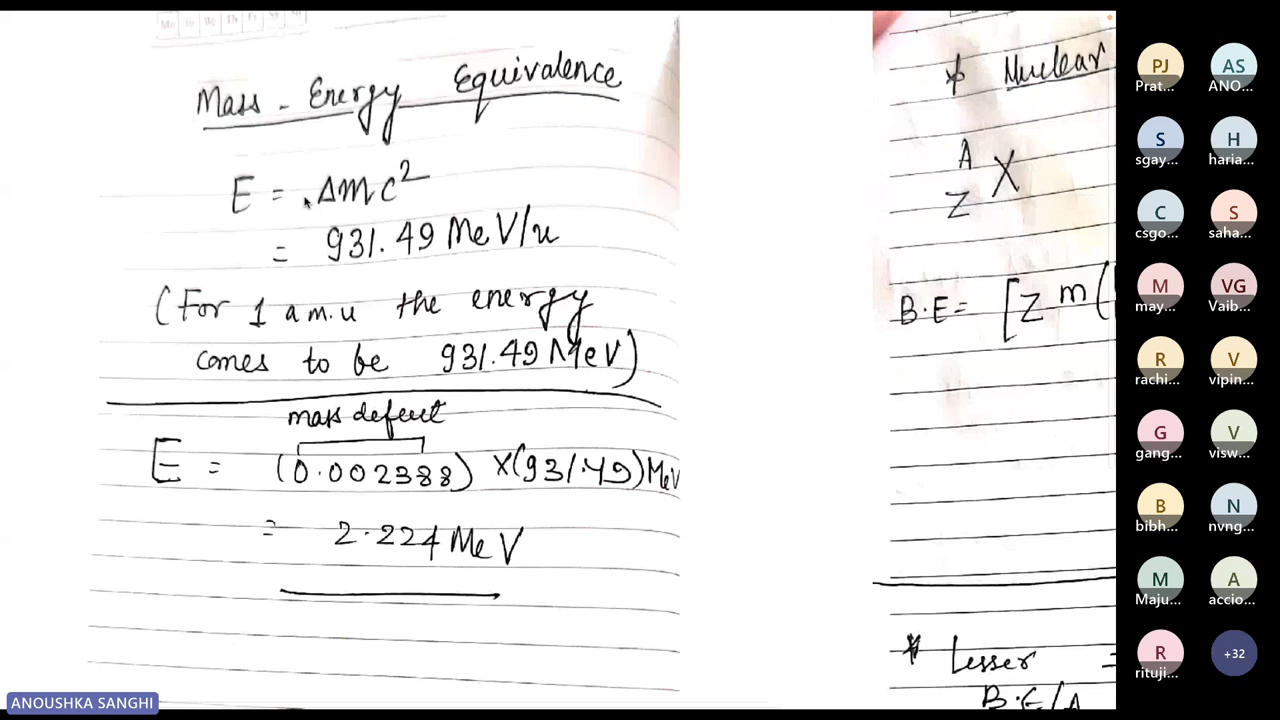 Mass - Energy Equivalence
E = Δmc²
= 931.49 MeV/u
(For 1 a m.u the energy
comes to be 931.49 MeV)
mass defect
E = (0.002388) X(931.49)MeV
= 2.224 MeV
* Nuclear
A
X
Z
B.E = [Z m(
* Lesser =
B.E/A
PJ
Prat...
AS
ANO...
S
sgay...
H
haria...
C
csgo...
S
saha...
M
may...
VG
Vaib...
R
rachi...
V
vipin...
G
gang...
V
visw...
B
bibh...
N
nvng...
M
Maju...
A
accio...
R
rituji...
+32
ANOUSHKA SANGHI